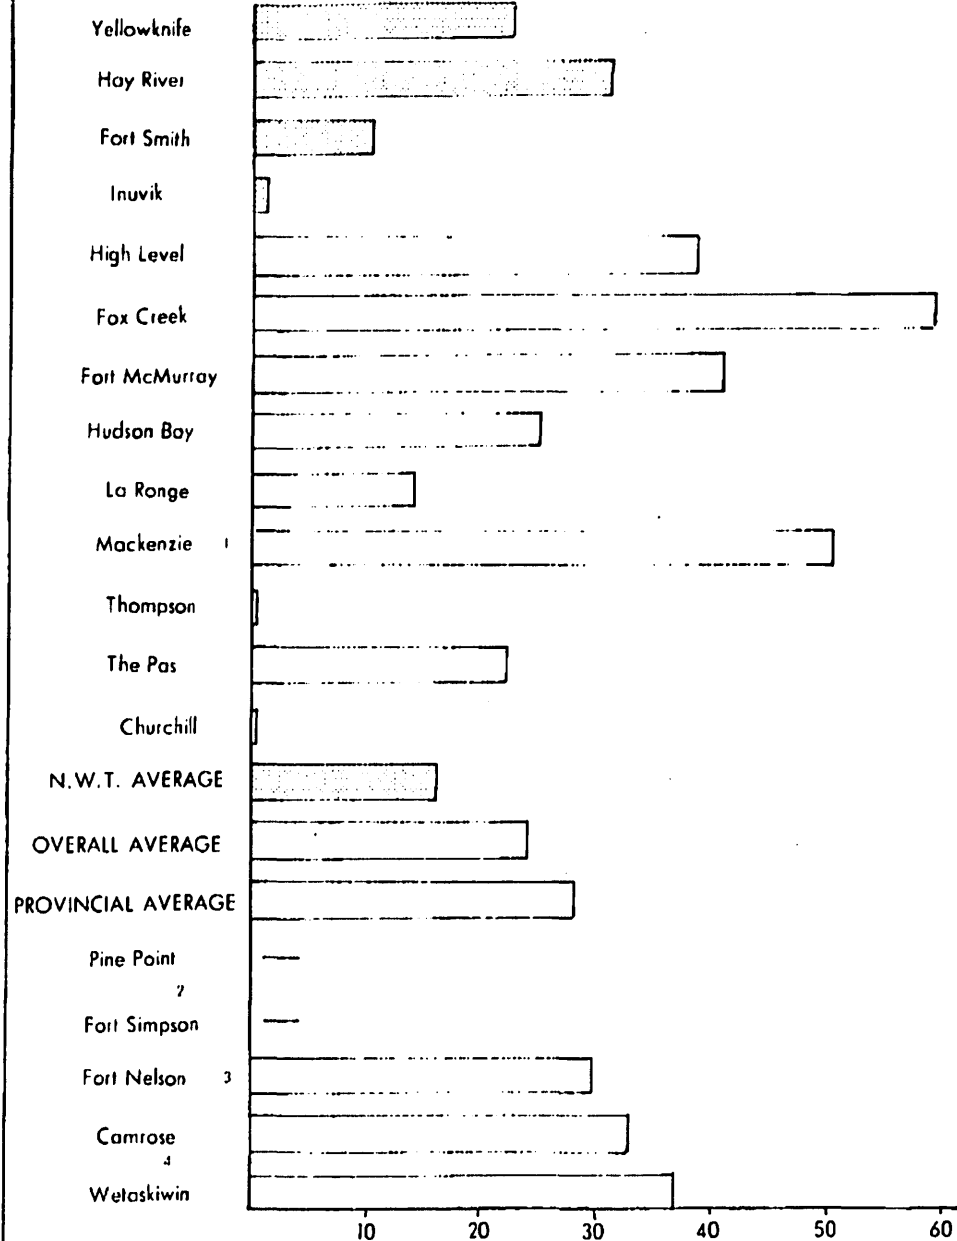 Yellowknife
Hay River
Fort Smith
Inuvik
High Level
Fox Creek
Fort McMurray
Hudson Bay
La Ronge
Mackenzie 1
Thompson
The Pas
Churchill
N.W.T. AVERAGE
OVERALL AVERAGE
PROVINCIAL AVERAGE
Pine Point
2
Fort Simpson
Fort Nelson 3
Camrose
4
Wetaskiwin
10 20 30 40 50 60